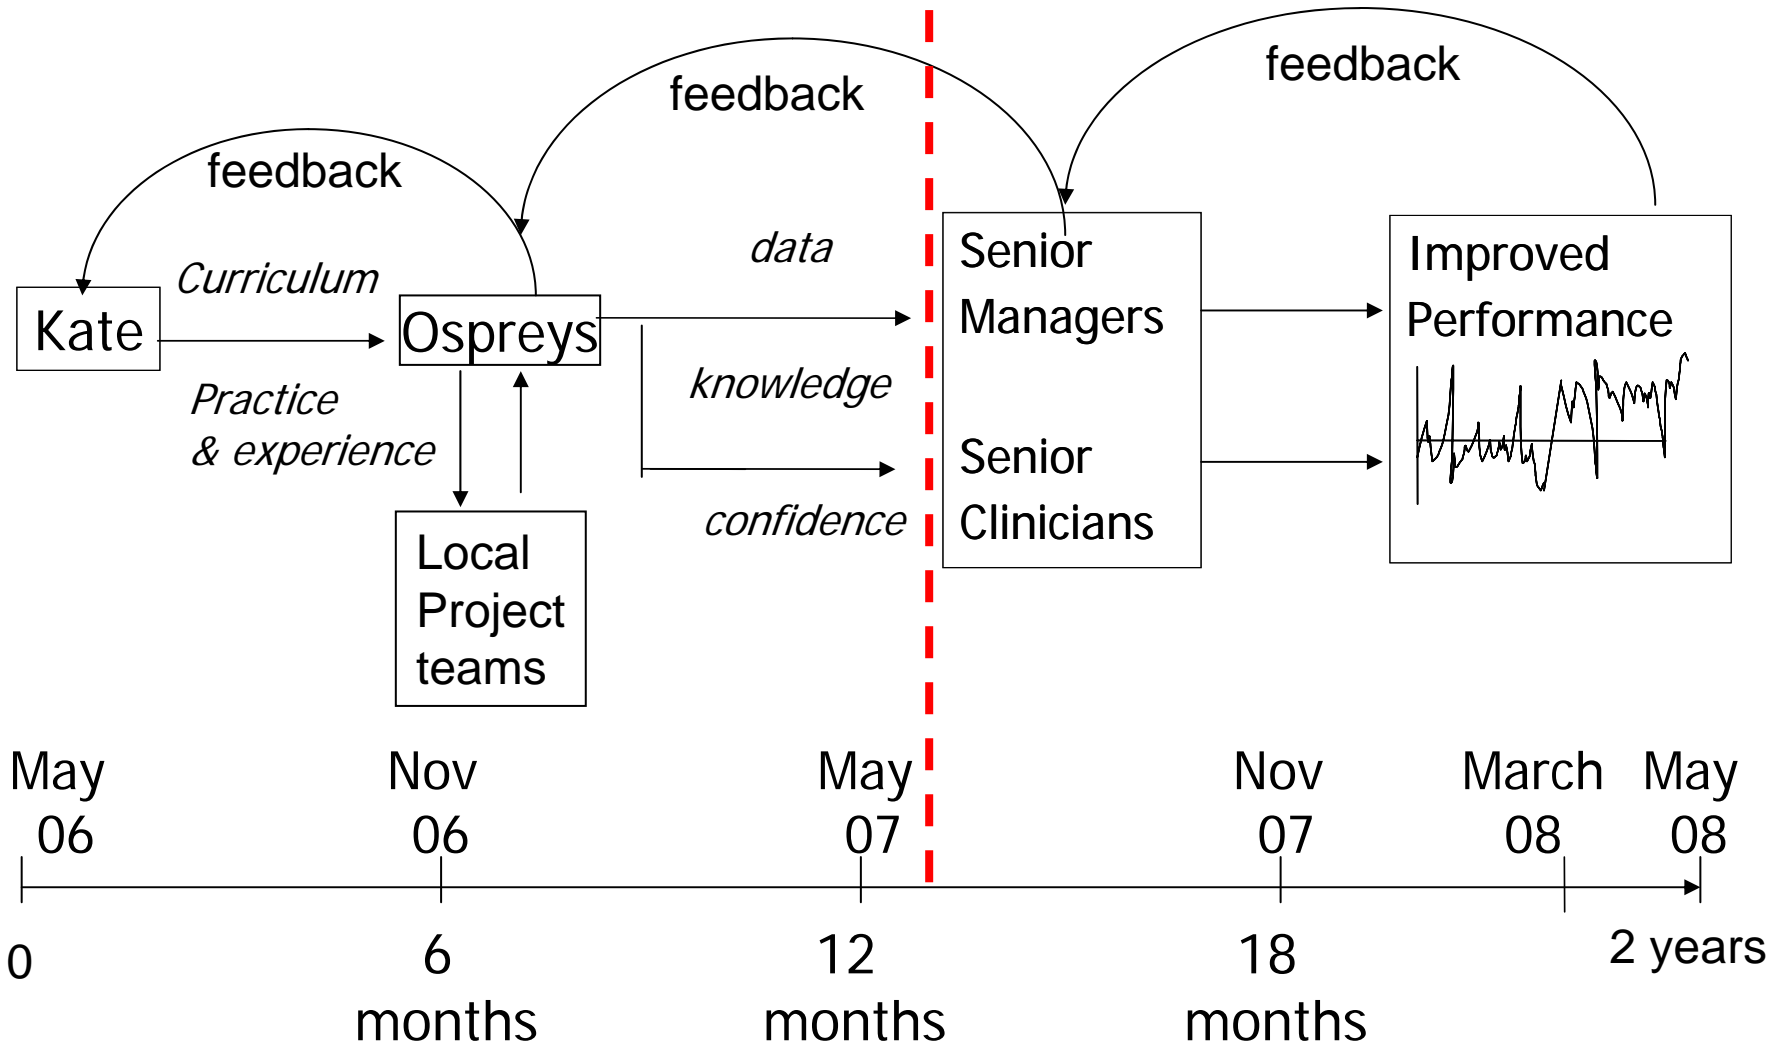 feedback
feedback
feedback
Curriculum
data
Kate
Ospreys
Practice
& experience
knowledge
confidence
Senior
Managers
Senior
Clinicians
Improved
Performance
Local
Project
teams
May
06
Nov
06
May
07
Nov
07
March
08
May
08
0
6
months
12
months
18
months
2 years